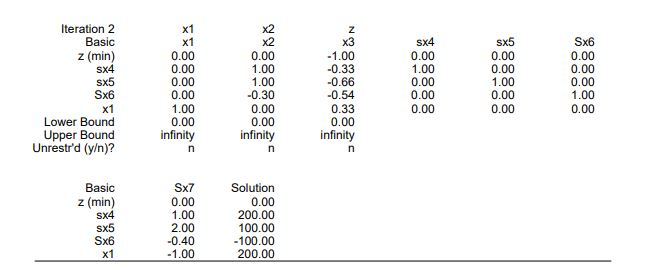 Iteration 2 x1 x2 z
Basic x1 x2 x3 sx4 sx5 Sx6
z (min) 0.00 0.00 -1.00 0.00 0.00 0.00
sx4 0.00 1.00 -0.33 1.00 0.00 0.00
sx5 0.00 1.00 -0.66 0.00 1.00 0.00
Sx6 0.00 -0.30 -0.54 0.00 0.00 1.00
x1 1.00 0.00 0.33 0.00 0.00 0.00
Lower Bound 0.00 0.00 0.00
Upper Bound infinity infinity infinity
Unrestr'd (y/n)? n n n
Basic Sx7 Solution
z (min) 0.00 0.00
sx4 1.00 200.00
sx5 2.00 100.00
Sx6 -0.40 -100.00
x1 -1.00 200.00